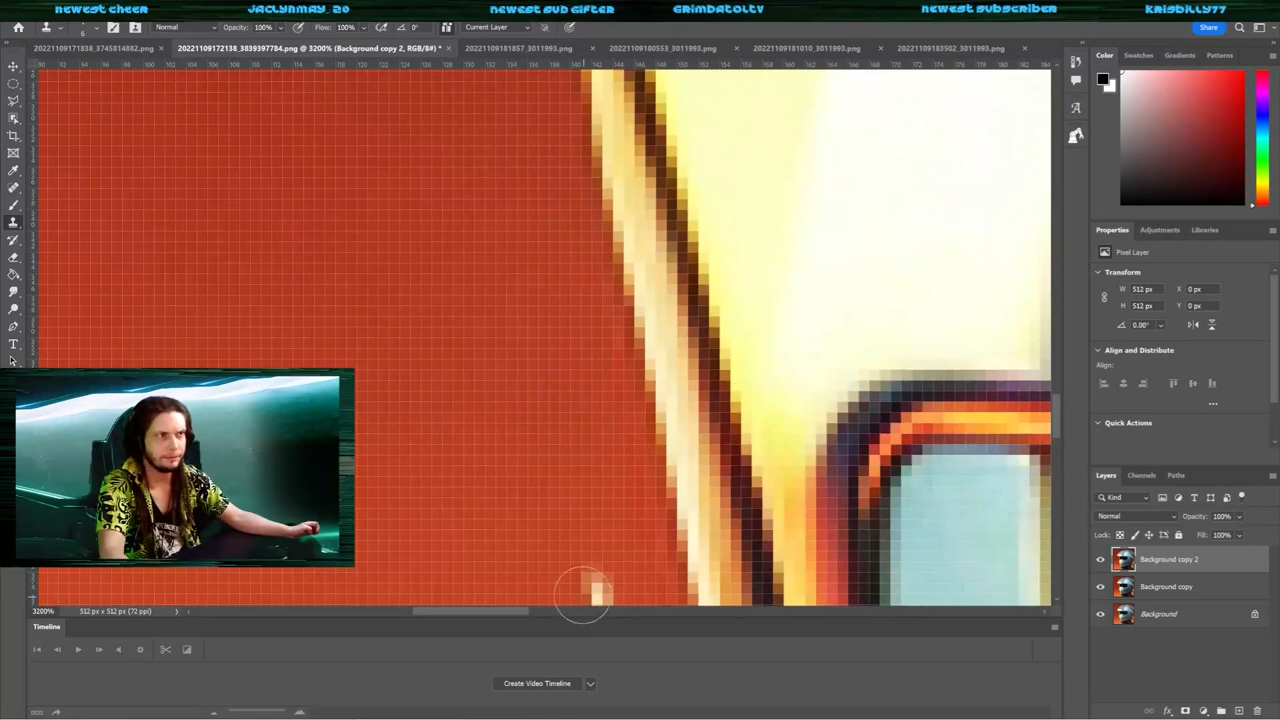 newest cheer jaclynmay_20 newest sub gifter grimdatoltv newest subscriber krisbilly77
6 Normal Opacity: 100% Flow: 100% 0° Current Layer Share
20221109171838_3745814882.png 20221109172138_3839397784.png @ 3200% (Background copy 2, RGB/8#) * × 20221109181857_3011993.png × 20221109180553_3011993.png × 20221109181010_3011993.png × 20221109183502_3011993.png ×
Color Swatches Gradients Patterns
Properties Adjustments Libraries
Pixel Layer
Transform
W 512 px X 0 px
H 512 px Y 0 px
0.00°
Align and Distribute
Align:
Quick Actions
Layers Channels Paths
Kind
Normal Opacity: 100%
Lock: Fill: 100%
Background copy 2
Background copy
Background
3200% 512 px x 512 px (72 ppi)
Timeline
Create Video Timeline